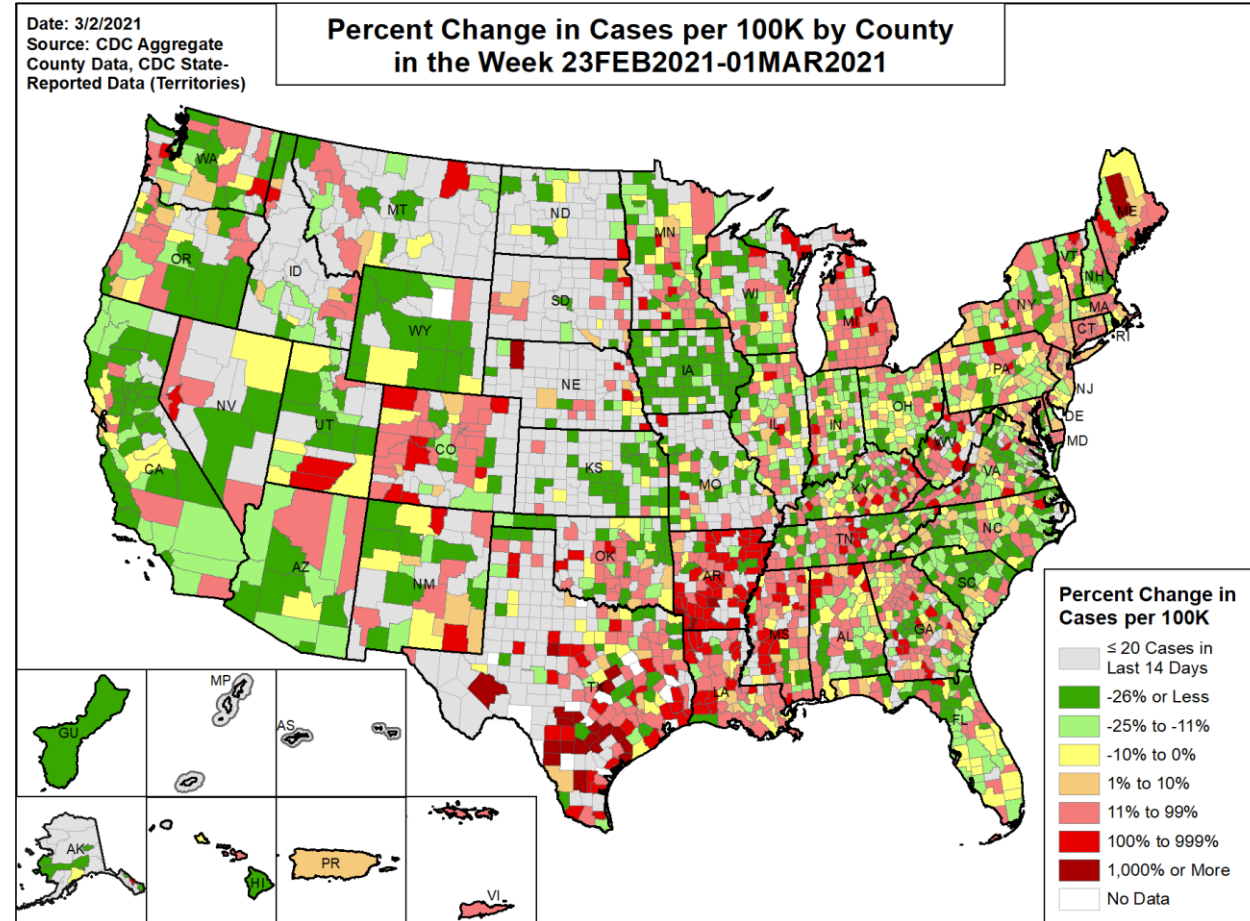 Date: 3/2/2021
Source: CDC Aggregate
County Data, CDC State-
Reported Data (Territories)
Percent Change in Cases per 100K by County
in the Week 23FEB2021-01MAR2021
WA
MT
ND
MN
ME
OR
ID
SD
WI
MI
VT
NH
NY
MA
CT
RI
WY
IA
PA
NJ
NE
NV
UT
CO
IL
IN
OH
DE
MD
WV
VA
CA
KS
MO
KY
NC
TN
AZ
NM
OK
AR
SC
MS
AL
GA
TX
LA
FL
GU
MP
AS
AK
HI
PR
VI
Percent Change in
Cases per 100K
≤ 20 Cases in
Last 14 Days
-26% or Less
-25% to -11%
-10% to 0%
1% to 10%
11% to 99%
100% to 999%
1,000% or More
No Data